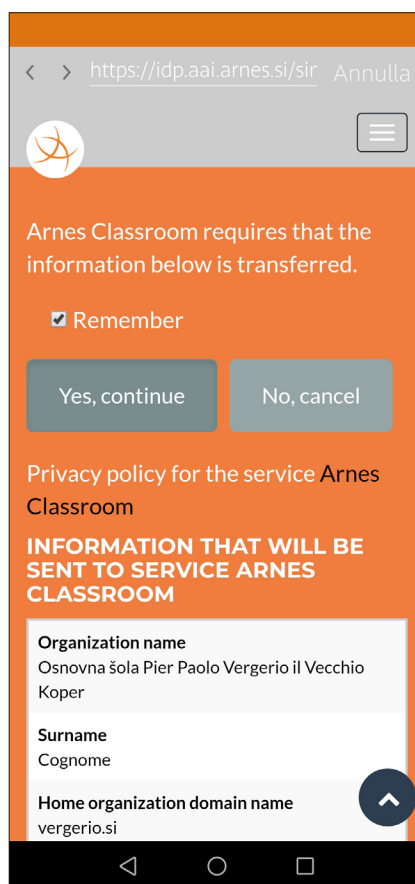 https://idp.aai.arnes.si/sir
Annulla
Arnes Classroom requires that the
information below is transferred.
Remember
Yes, continue
No, cancel
Privacy policy for the service Arnes
Classroom
INFORMATION THAT WILL BE
SENT TO SERVICE ARNES
CLASSROOM
Organization name
Osnovna šola Pier Paolo Vergerio il Vecchio
Koper
Surname
Cognome
Home organization domain name
vergerio.si